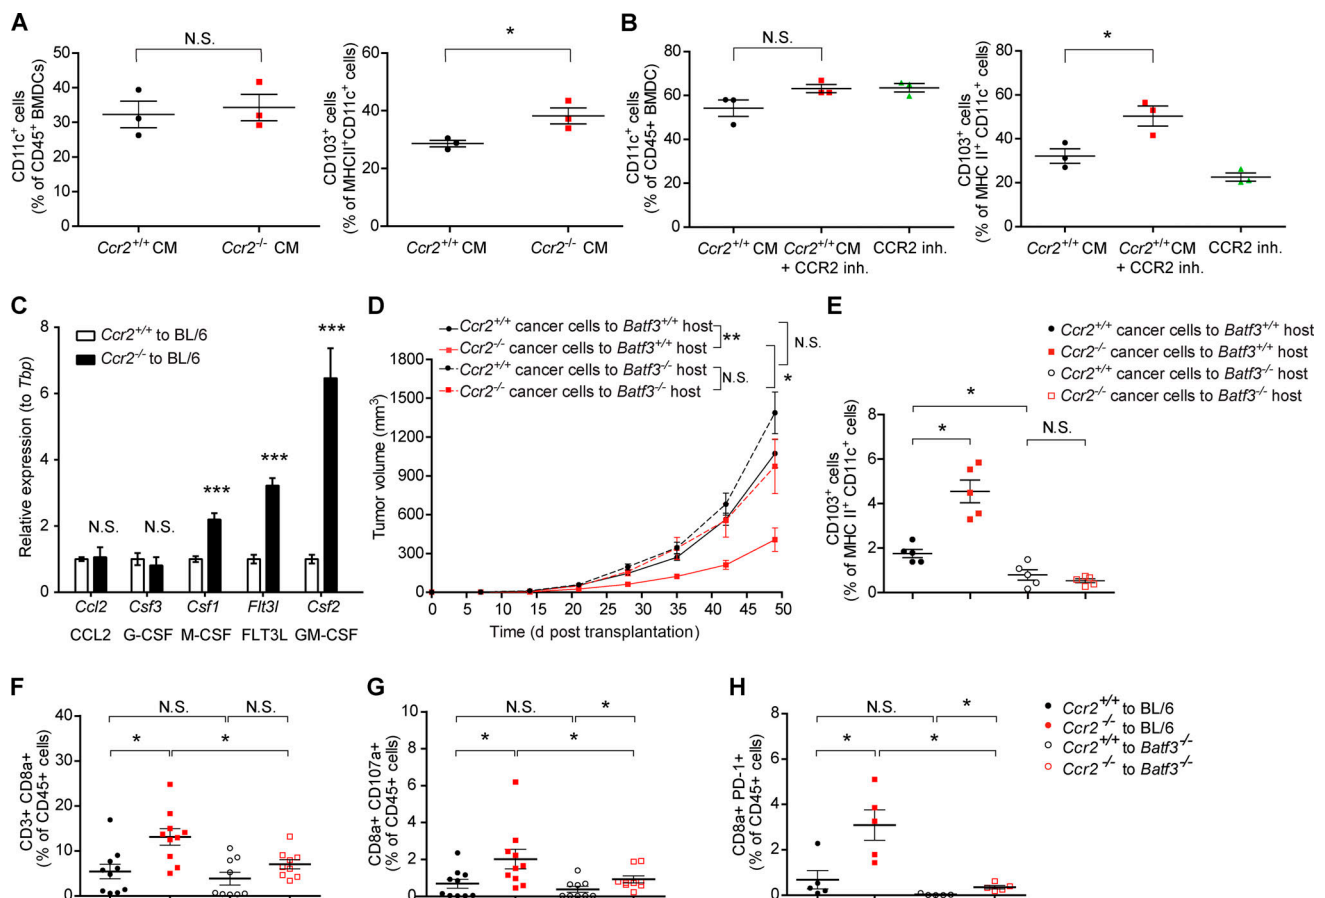 A
N.S.
CD11c⁺ cells
(% of CD45⁺ BMDCs)
50
40
30
20
10
0
Ccr2⁺/⁺ CM
Ccr2⁻/⁻ CM
*
CD103⁺ cells
(% of MHCII⁺CD11c⁺ cells)
60
40
20
0
Ccr2⁺/⁺ CM
Ccr2⁻/⁻ CM
B
N.S.
CD11c⁺ cells
(% of CD45+ BMDC)
80
60
40
20
0
Ccr2⁺/⁺ CM
Ccr2⁺/⁺CM
+ CCR2 inh.
CCR2 inh.
*
CD103⁺ cells
(% of MHC II⁺ CD11c⁺ cells)
80
60
40
20
0
Ccr2⁺/⁺ CM
Ccr2⁺/⁺ CM
+ CCR2 inh.
CCR2 inh.
C
Relative expression (to Tbp)
8
6
4
2
0
Ccr2⁺/⁺ to BL/6
Ccr2⁻/⁻ to BL/6
N.S.
N.S.
***
***
***
Ccl2 Csf3 Csf1 Flt3l Csf2
CCL2 G-CSF M-CSF FLT3L GM-CSF
D
Ccr2⁺/⁺ cancer cells to Batf3⁺/⁺ host
Ccr2⁻/⁻ cancer cells to Batf3⁺/⁺ host
Ccr2⁺/⁺ cancer cells to Batf3⁻/⁻ host
Ccr2⁻/⁻ cancer cells to Batf3⁻/⁻ host
**
N.S.
N.S.
*
Tumor volume (mm³)
1800
1500
1200
900
600
300
0
0 5 10 15 20 25 30 35 40 45 50
Time (d post transplantation)
E
Ccr2⁺/⁺ cancer cells to Batf3⁺/⁺ host
Ccr2⁻/⁻ cancer cells to Batf3⁺/⁺ host
Ccr2⁺/⁺ cancer cells to Batf3⁻/⁻ host
Ccr2⁻/⁻ cancer cells to Batf3⁻/⁻ host
CD103⁺ cells
(% of MHC II⁺ CD11c⁺ cells)
8
6
4
2
0
*
*
N.S.
F
CD3+ CD8a+
(% of CD45+ cells)
40
30
20
10
0
N.S.
N.S.
*
*
G
CD8a+ CD107a+
(% of CD45+ cells)
10
8
6
4
2
0
N.S.
*
*
*
H
CD8a+ PD-1+
(% of CD45+ cells)
8
6
4
2
0
N.S.
*
*
*
Ccr2⁺/⁺ to BL/6
Ccr2⁻/⁻ to BL/6
Ccr2⁺/⁺ to Batf3⁻/⁻
Ccr2⁻/⁻ to Batf3⁻/⁻